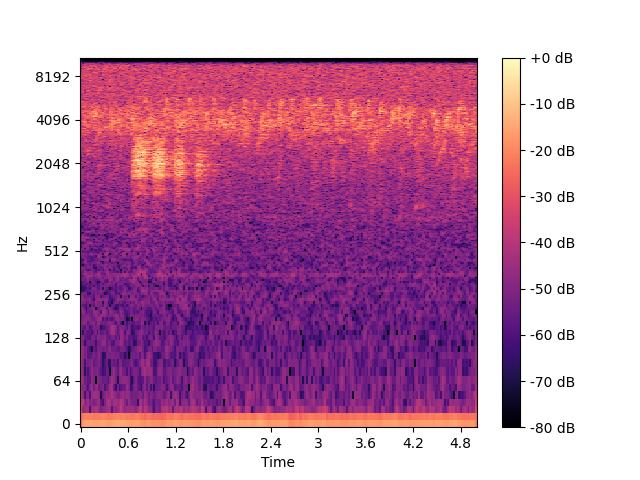 8192
4096
2048
1024
512
256
128
64
0
Hz
0 0.6 1.2 1.8 2.4 3 3.6 4.2 4.8
Time
+0 dB
-10 dB
-20 dB
-30 dB
-40 dB
-50 dB
-60 dB
-70 dB
-80 dB